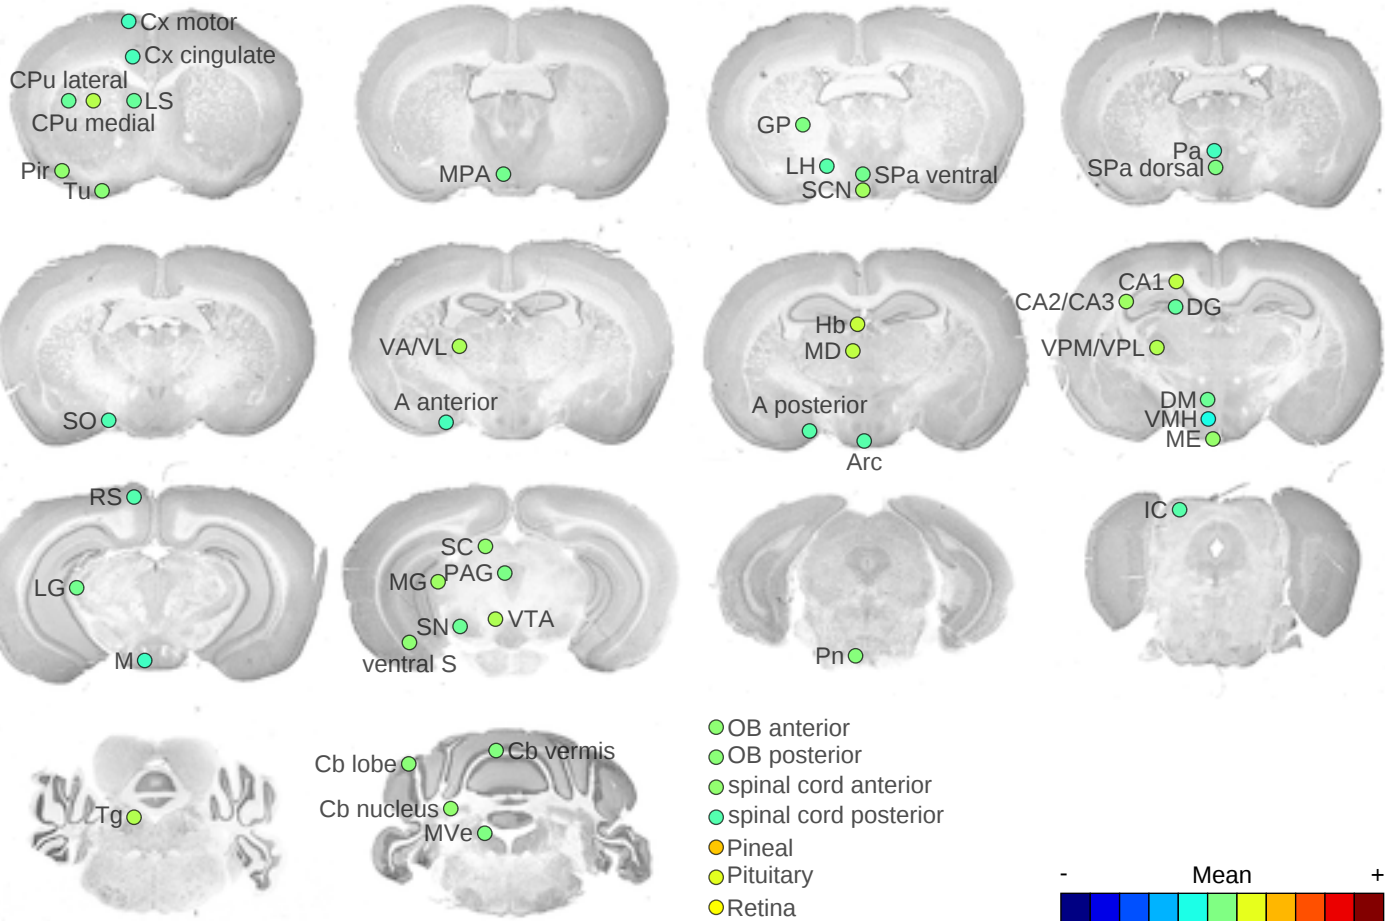 Cx motor
Cx cingulate
CPu lateral
LS
CPu medial
Pir
Tu
MPA
GP
LH
SPa ventral
SCN
Pa
SPa dorsal
SO
VA/VL
A anterior
Hb
MD
A posterior
Arc
CA1
CA2/CA3
DG
VPM/VPL
DM
VMH
ME
RS
LG
M
SC
MG
PAG
SN
VTA
ventral S
Pn
IC
Tg
Cb lobe
Cb vermis
Cb nucleus
MVe
OB anterior
OB posterior
spinal cord anterior
spinal cord posterior
Pineal
Pituitary
Retina
- Mean +